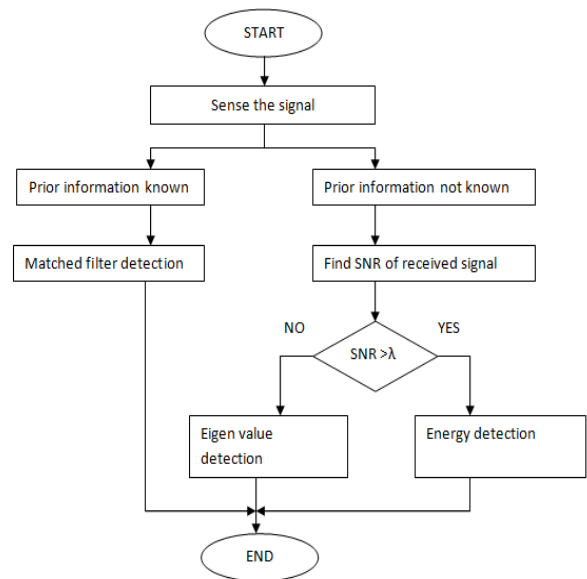 START
Sense the signal
Prior information known
Prior information not known
Matched filter detection
Find SNR of received signal
NO
YES
SNR >λ
Eigen value
detection
Energy detection
END